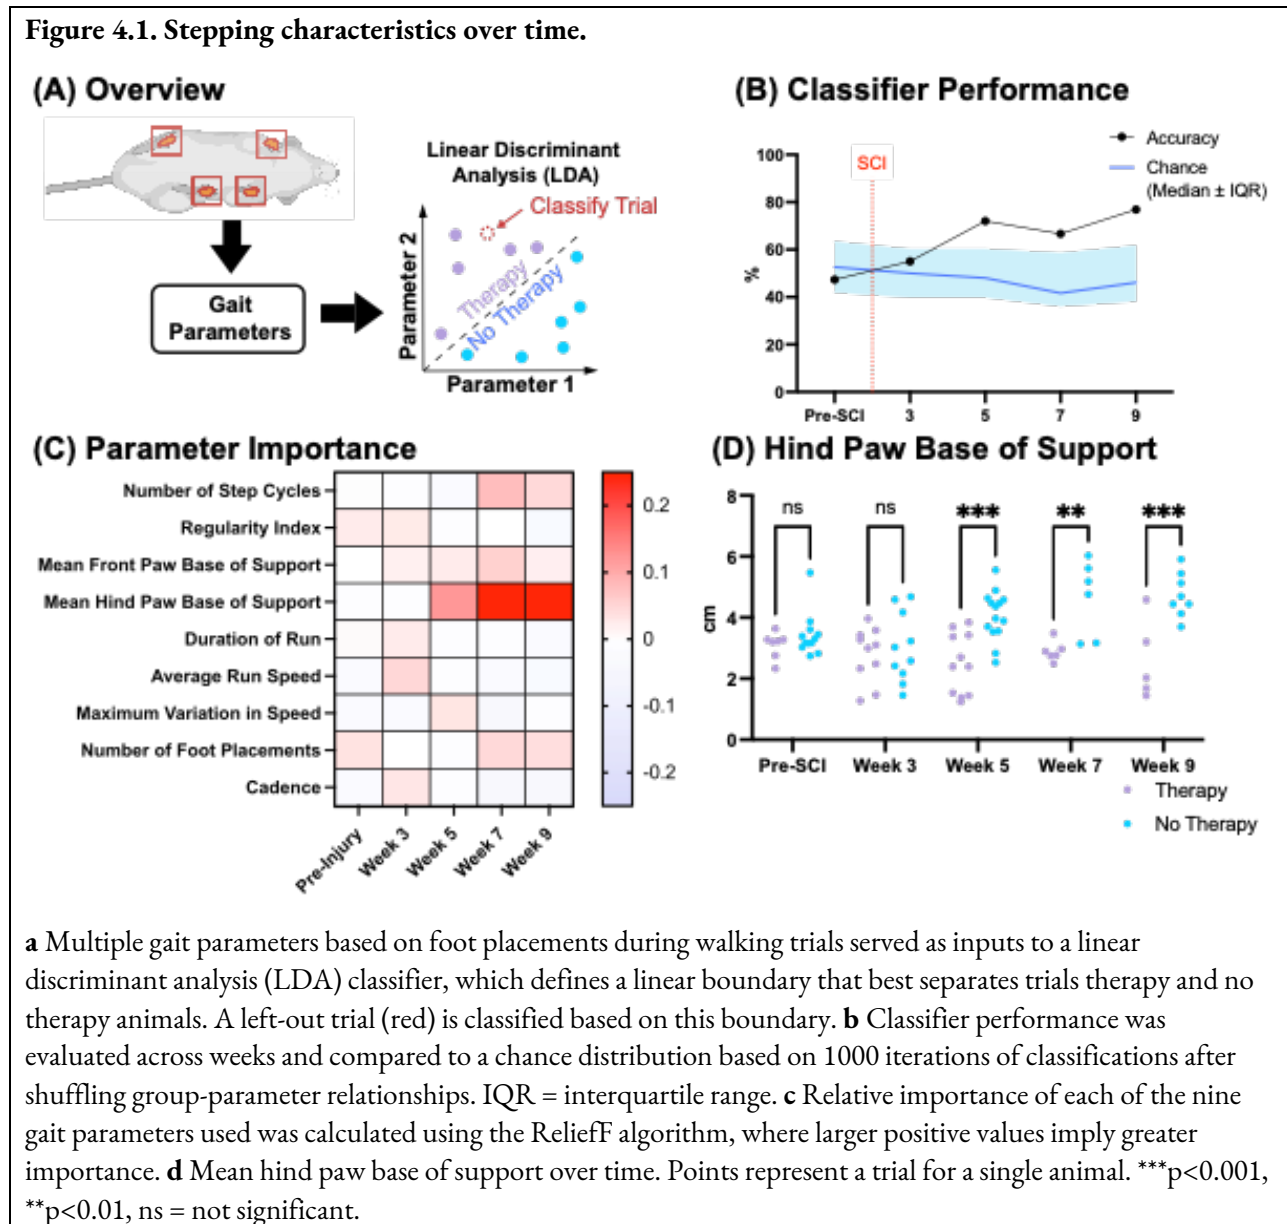 Figure 4.1. Stepping characteristics over time.
(A) Overview
Gait
Parameters
Linear Discriminant
Analysis (LDA)
Classify Trial
Therapy
No Therapy
Parameter 2
Parameter 1
(B) Classifier Performance
Accuracy
Chance
(Median ± IQR)
SCI
%
100
80
60
40
20
0
Pre-SCI 3 5 7 9
(C) Parameter Importance
Number of Step Cycles
Regularity Index
Mean Front Paw Base of Support
Mean Hind Paw Base of Support
Duration of Run
Average Run Speed
Maximum Variation in Speed
Number of Foot Placements
Cadence
Pre-Injury Week 3 Week 5 Week 7 Week 9
0.2
0.1
0
-0.1
-0.2
(D) Hind Paw Base of Support
cm
8
6
4
2
0
ns ns *** ** ***
Pre-SCI Week 3 Week 5 Week 7 Week 9
Therapy
No Therapy
a Multiple gait parameters based on foot placements during walking trials served as inputs to a linear
discriminant analysis (LDA) classifier, which defines a linear boundary that best separates trials therapy and no
therapy animals. A left-out trial (red) is classified based on this boundary. b Classifier performance was
evaluated across weeks and compared to a chance distribution based on 1000 iterations of classifications after
shuffling group-parameter relationships. IQR = interquartile range. c Relative importance of each of the nine
gait parameters used was calculated using the ReliefF algorithm, where larger positive values imply greater
importance. d Mean hind paw base of support over time. Points represent a trial for a single animal. ***p<0.001,
**p<0.01, ns = not significant.